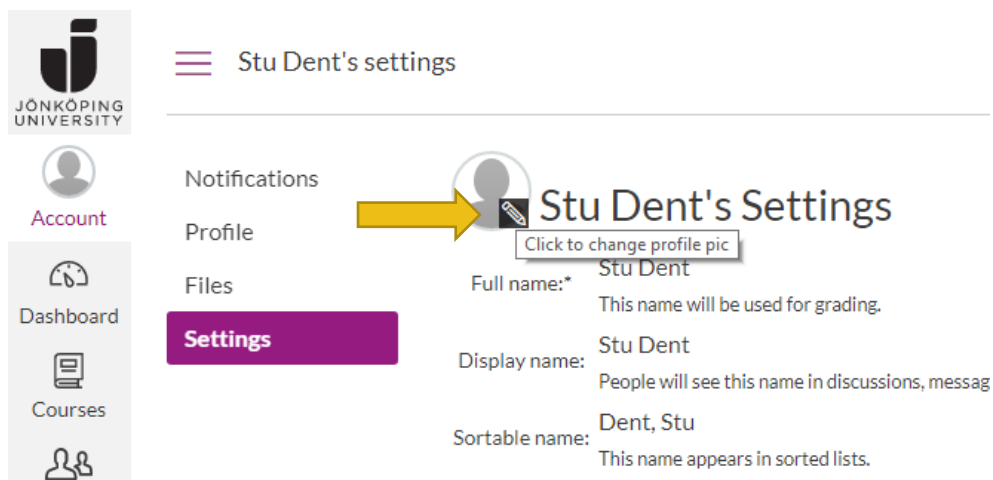 JÖNKÖPING
UNIVERSITY
Account
Dashboard
Courses
Stu Dent's settings
Notifications
Profile
Files
Settings
Stu Dent's Settings
Click to change profile pic
Full name:* Stu Dent
This name will be used for grading.
Display name: Stu Dent
People will see this name in discussions, messag
Sortable name: Dent, Stu
This name appears in sorted lists.